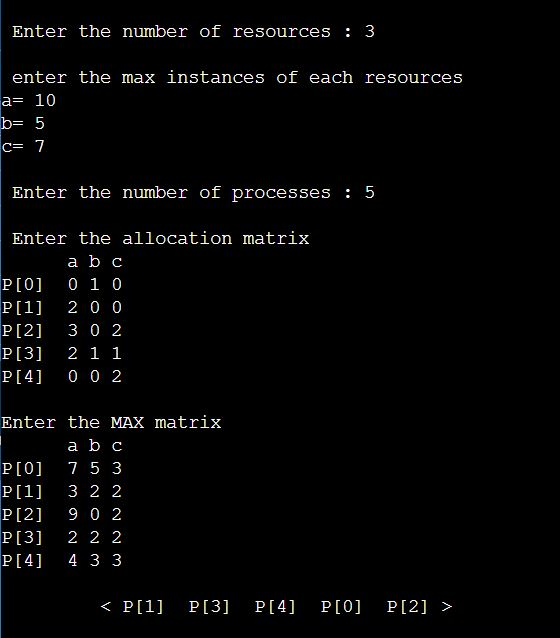 Enter the number of resources : 3
enter the max instances of each resources
a= 10
b= 5
c= 7
Enter the number of processes : 5
Enter the allocation matrix
a b c
P[0] 0 1 0
P[1] 2 0 0
P[2] 3 0 2
P[3] 2 1 1
P[4] 0 0 2
Enter the MAX matrix
a b c
P[0] 7 5 3
P[1] 3 2 2
P[2] 9 0 2
P[3] 2 2 2
P[4] 4 3 3
< P[1] P[3] P[4] P[0] P[2] >